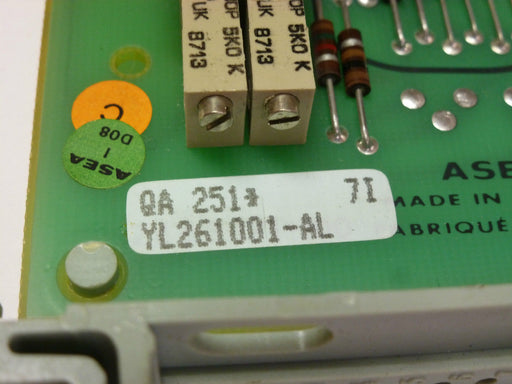 OP 5K0 K
UK 8713
OP 5K0 K
UK 8713
C
ASEA
I
D08
QA 251* 7I
YL261001-AL
ASE
MADE IN
ABRIQUÉ